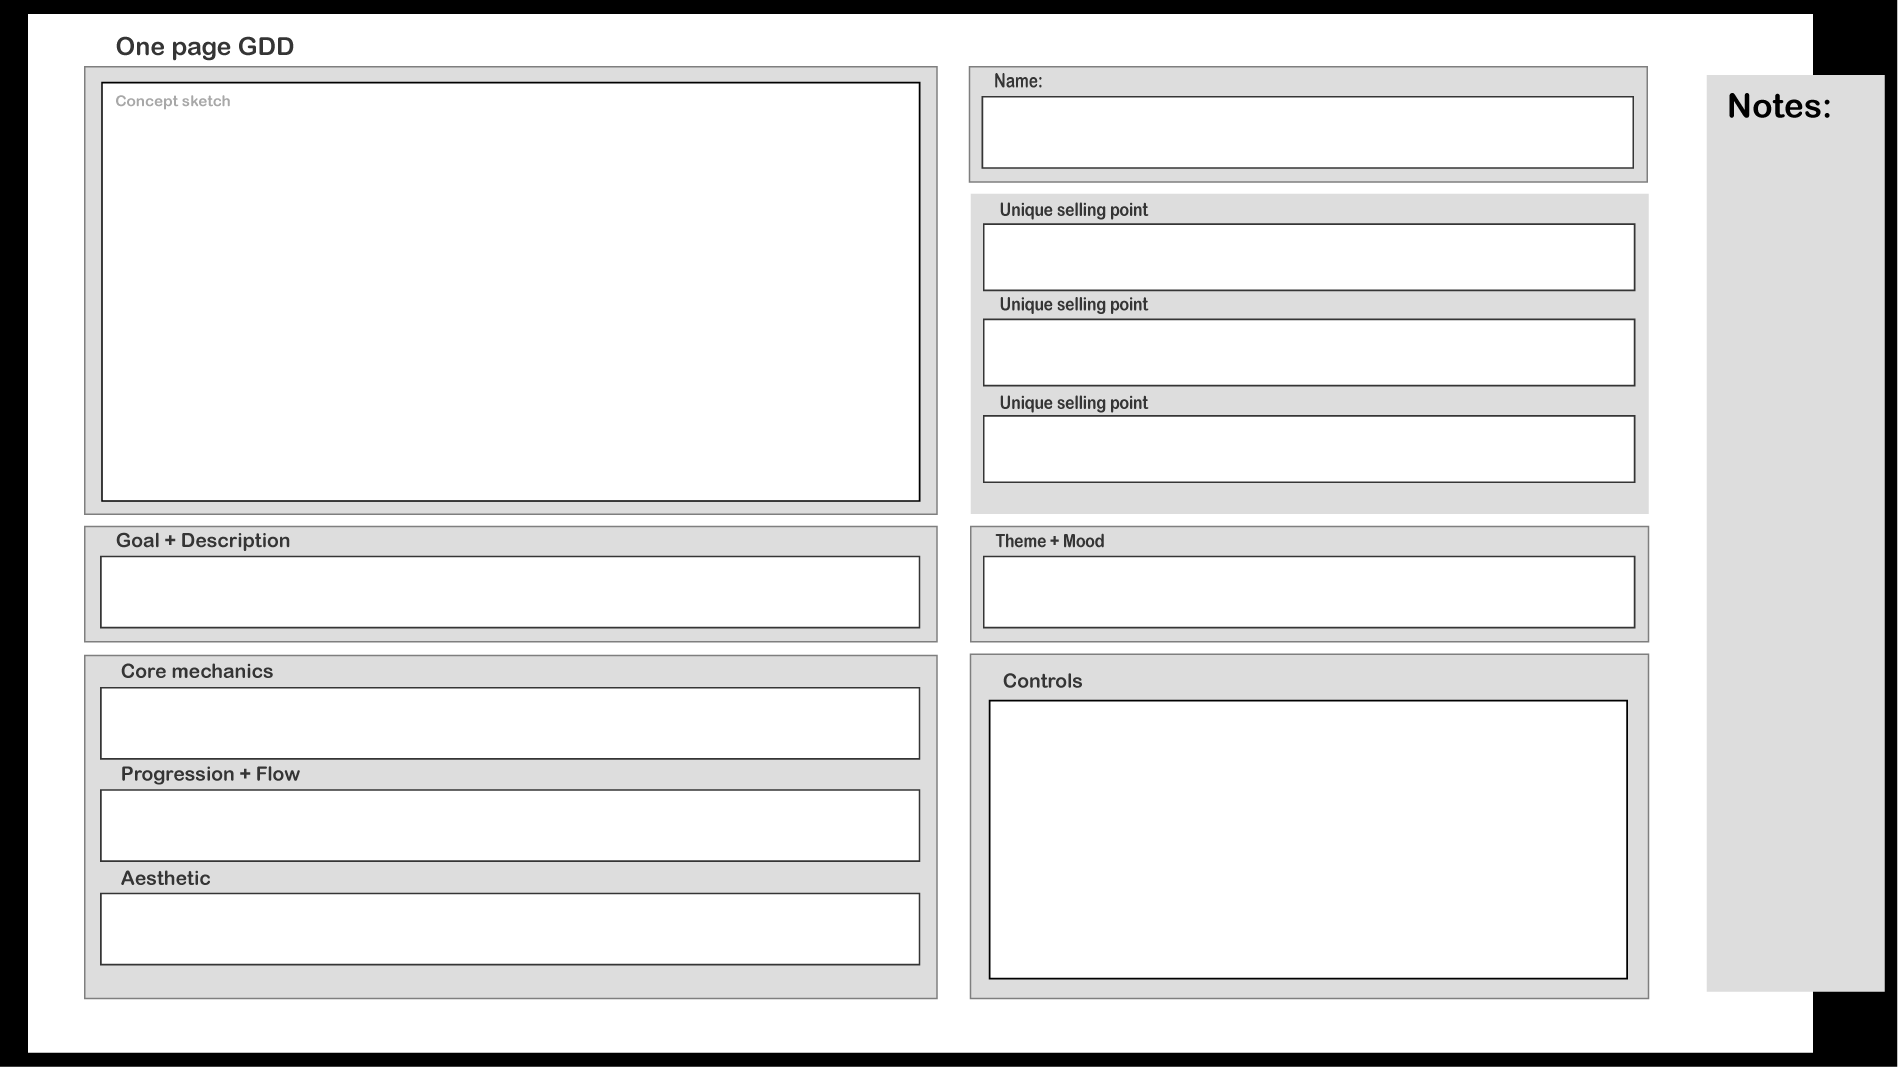 One page GDD
Concept sketch
Goal + Description
Core mechanics
Progression + Flow
Aesthetic
Name:
Unique selling point
Unique selling point
Unique selling point
Theme + Mood
Controls
Notes: